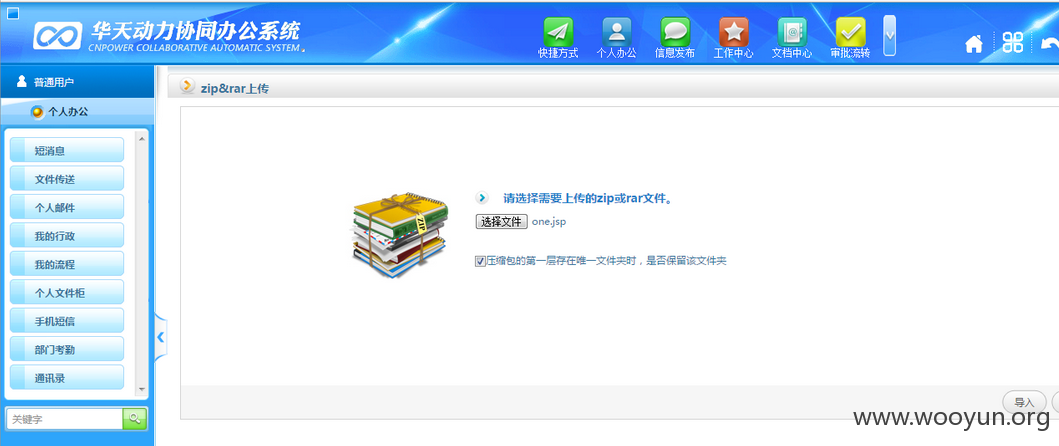 华天动力协同办公系统
CNPOWER COLLABORATIVE AUTOMATIC SYSTEM
快捷方式
个人办公
信息发布
工作中心
文档中心
审批流转
普通用户
个人办公
短消息
文件传送
个人邮件
我的行政
我的流程
个人文件柜
手机短信
部门考勤
通讯录
关键字
zip&rar上传
ZIP
请选择需要上传的zip或rar文件。
选择文件 one.jsp
压缩包的第一层存在唯一文件夹时，是否保留该文件夹
导入
www.wooyun.org